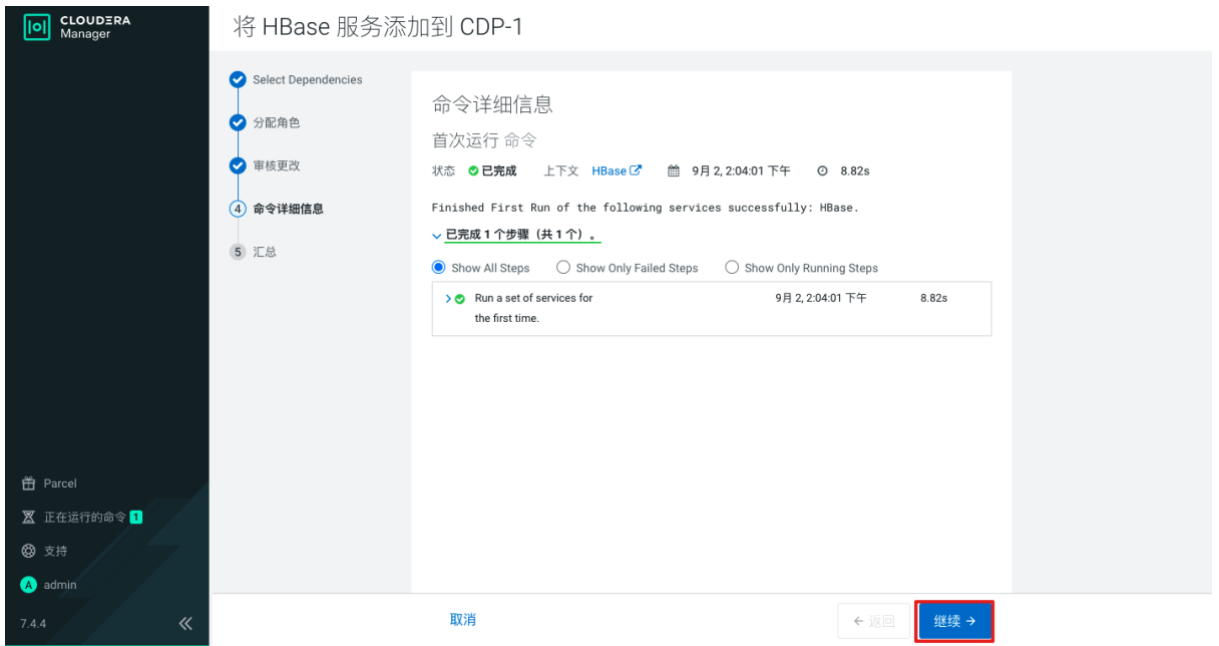 CLOUDERA
Manager
将 HBase 服务添加到 CDP-1
Select Dependencies
分配角色
审核更改
4 命令详细信息
5 汇总
命令详细信息
首次运行 命令
状态 已完成 上下文 HBase 9月 2, 2:04:01 下午 8.82s
Finished First Run of the following services successfully: HBase.
已完成 1 个步骤（共 1 个）。
Show All Steps Show Only Failed Steps Show Only Running Steps
Run a set of services for 9月 2, 2:04:01 下午 8.82s
the first time.
Parcel
正在运行的命令 1
支持
A admin
7.4.4
取消
返回
继续